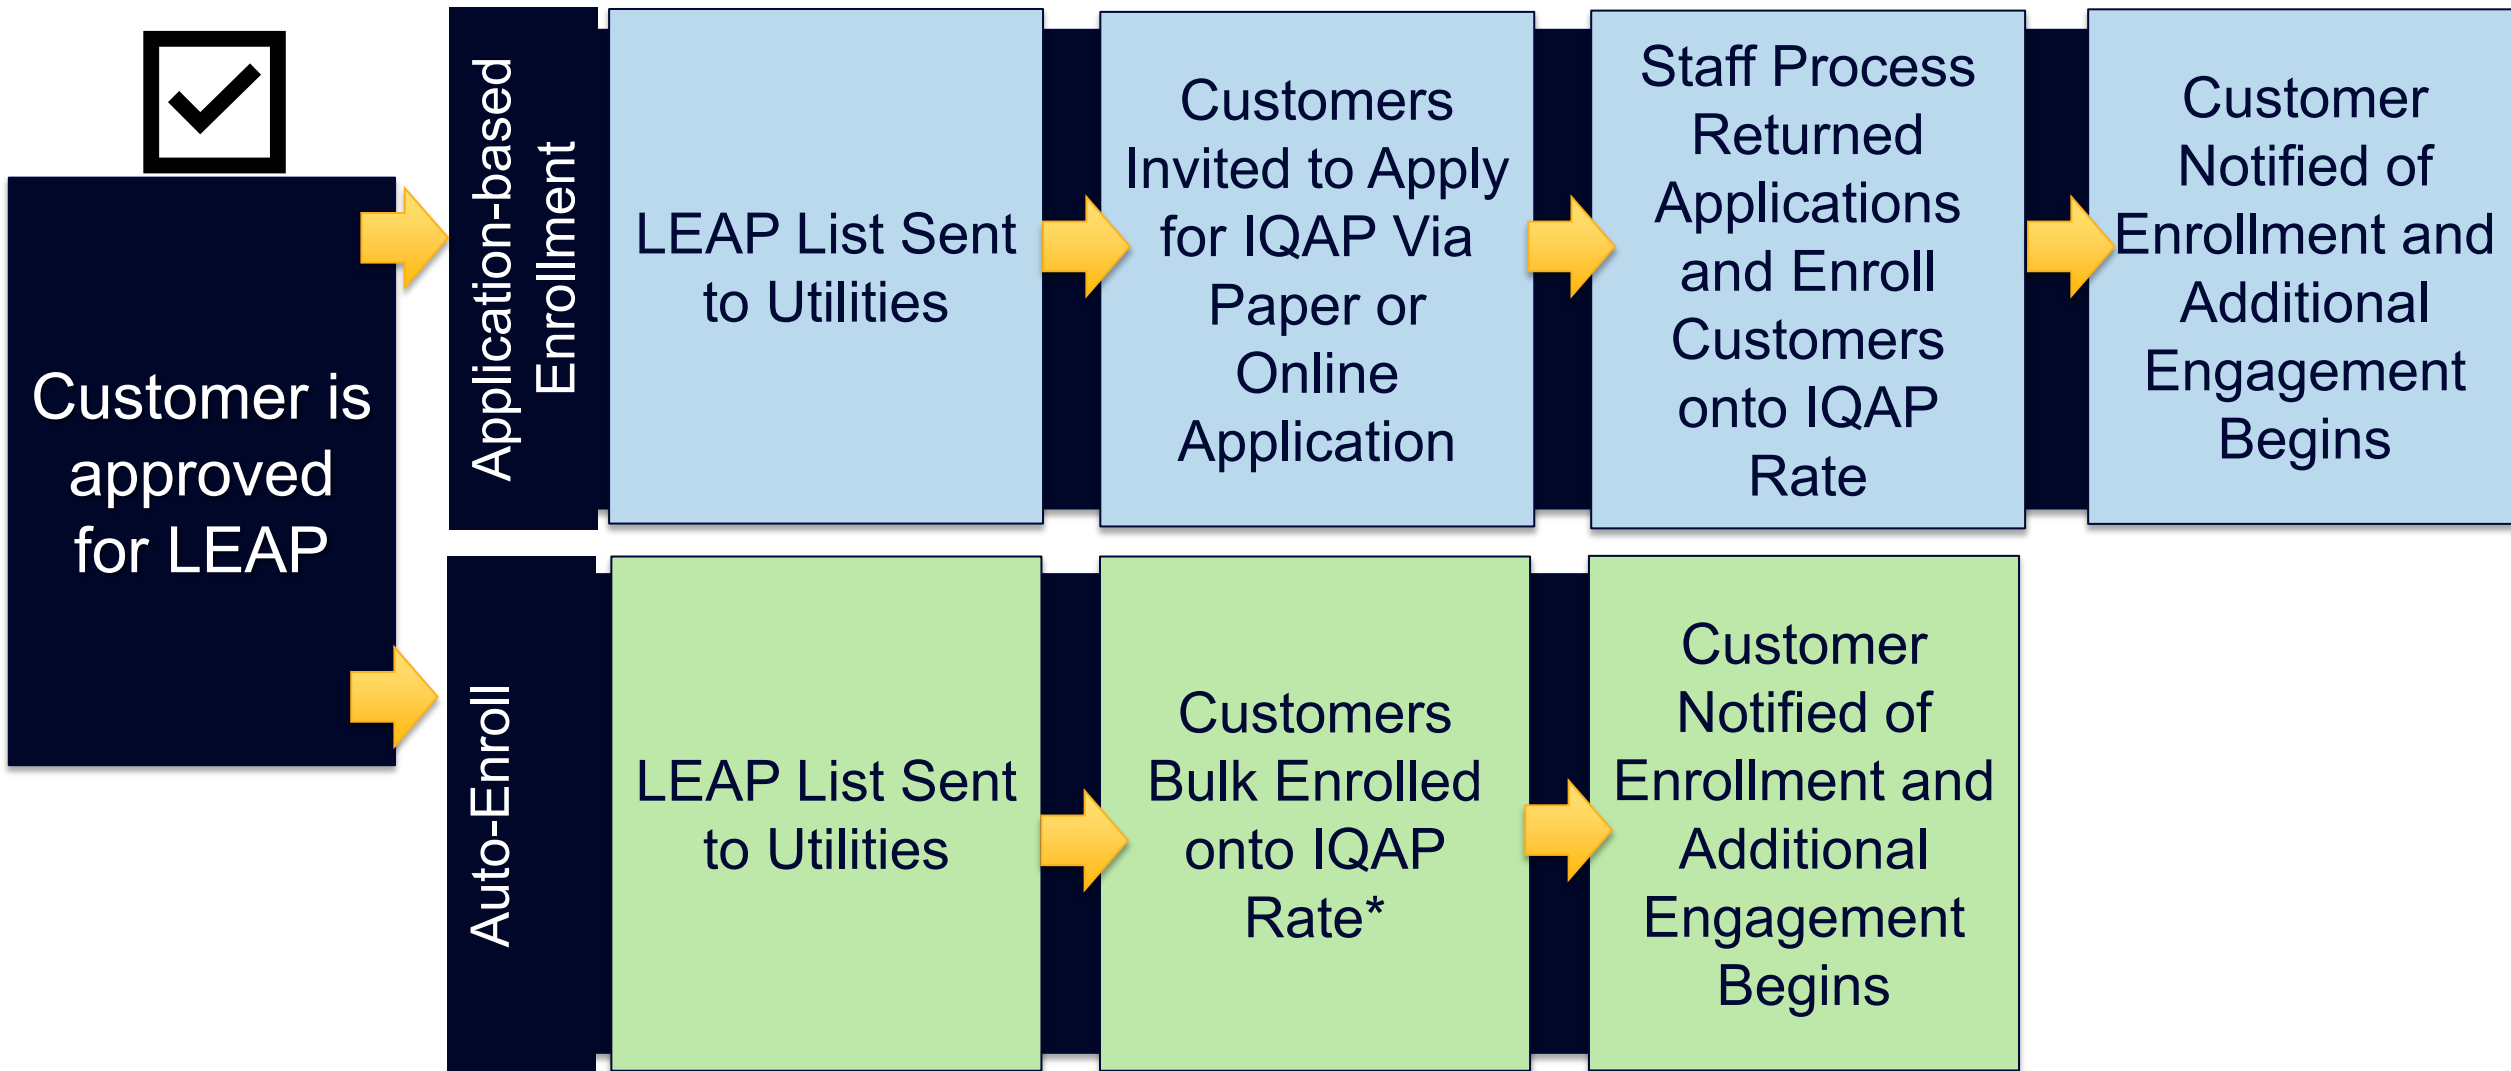 Customer is
approved
for LEAP
Application-based
Enrollment
LEAP List Sent
to Utilities
Customers
Invited to Apply
for IQAP Via
Paper or
Online
Application
Staff Process
Returned
Applications
and Enroll
Customers
onto IQAP
Rate
Customer
Notified of
Enrollment and
Additional
Engagement
Begins
Auto-Enroll
LEAP List Sent
to Utilities
Customers
Bulk Enrolled
onto IQAP
Rate*
Customer
Notified of
Enrollment and
Additional
Engagement
Begins